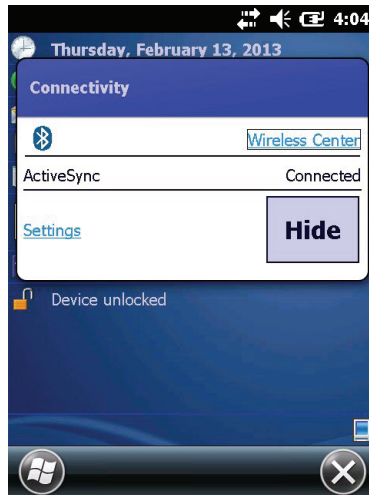 4:04
Thursday, February 13, 2013
Connectivity
Wireless Center
ActiveSync Connected
Settings
Hide
Device unlocked